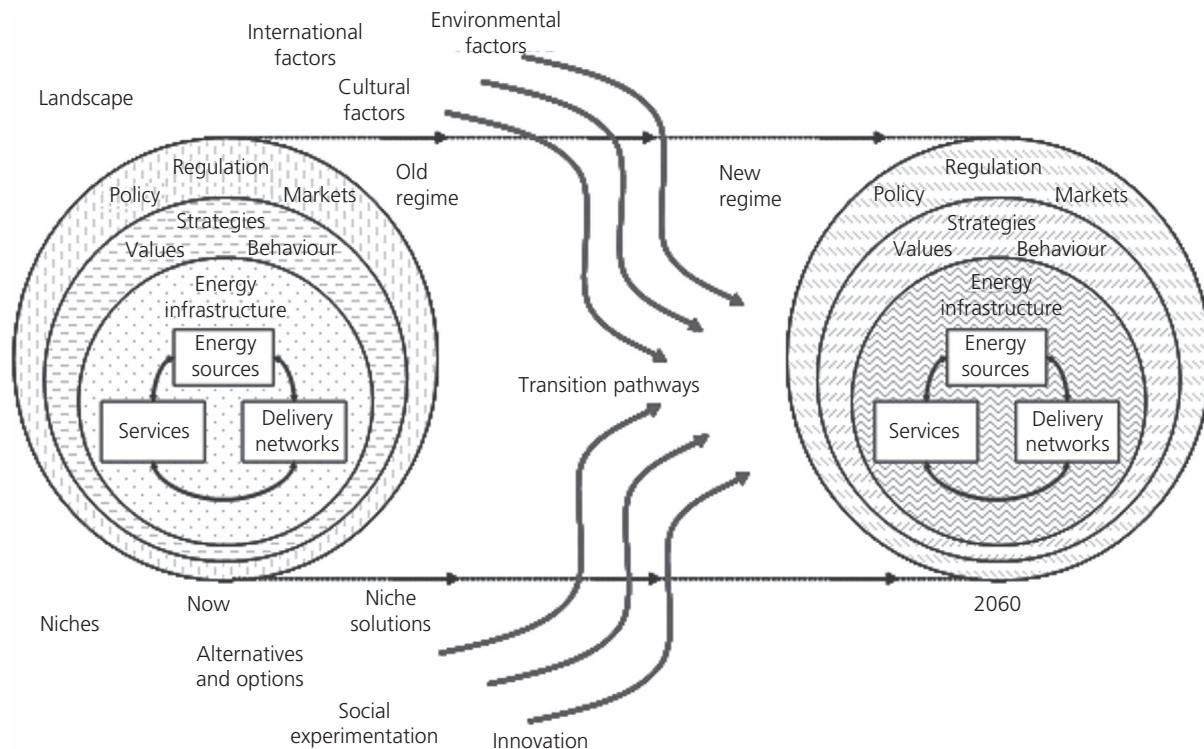 Environmental
factors
International
factors
Landscape
Cultural
factors
Regulation
Policy
Markets
Strategies
Values
Behaviour
Energy
infrastructure
Energy
sources
Services
Delivery
networks
Old
regime
New
regime
Transition pathways
Regulation
Policy
Markets
Strategies
Values
Behaviour
Energy
infrastructure
Energy
sources
Services
Delivery
networks
Now
2060
Niches
Niche
solutions
Alternatives
and options
Social
experimentation
Innovation